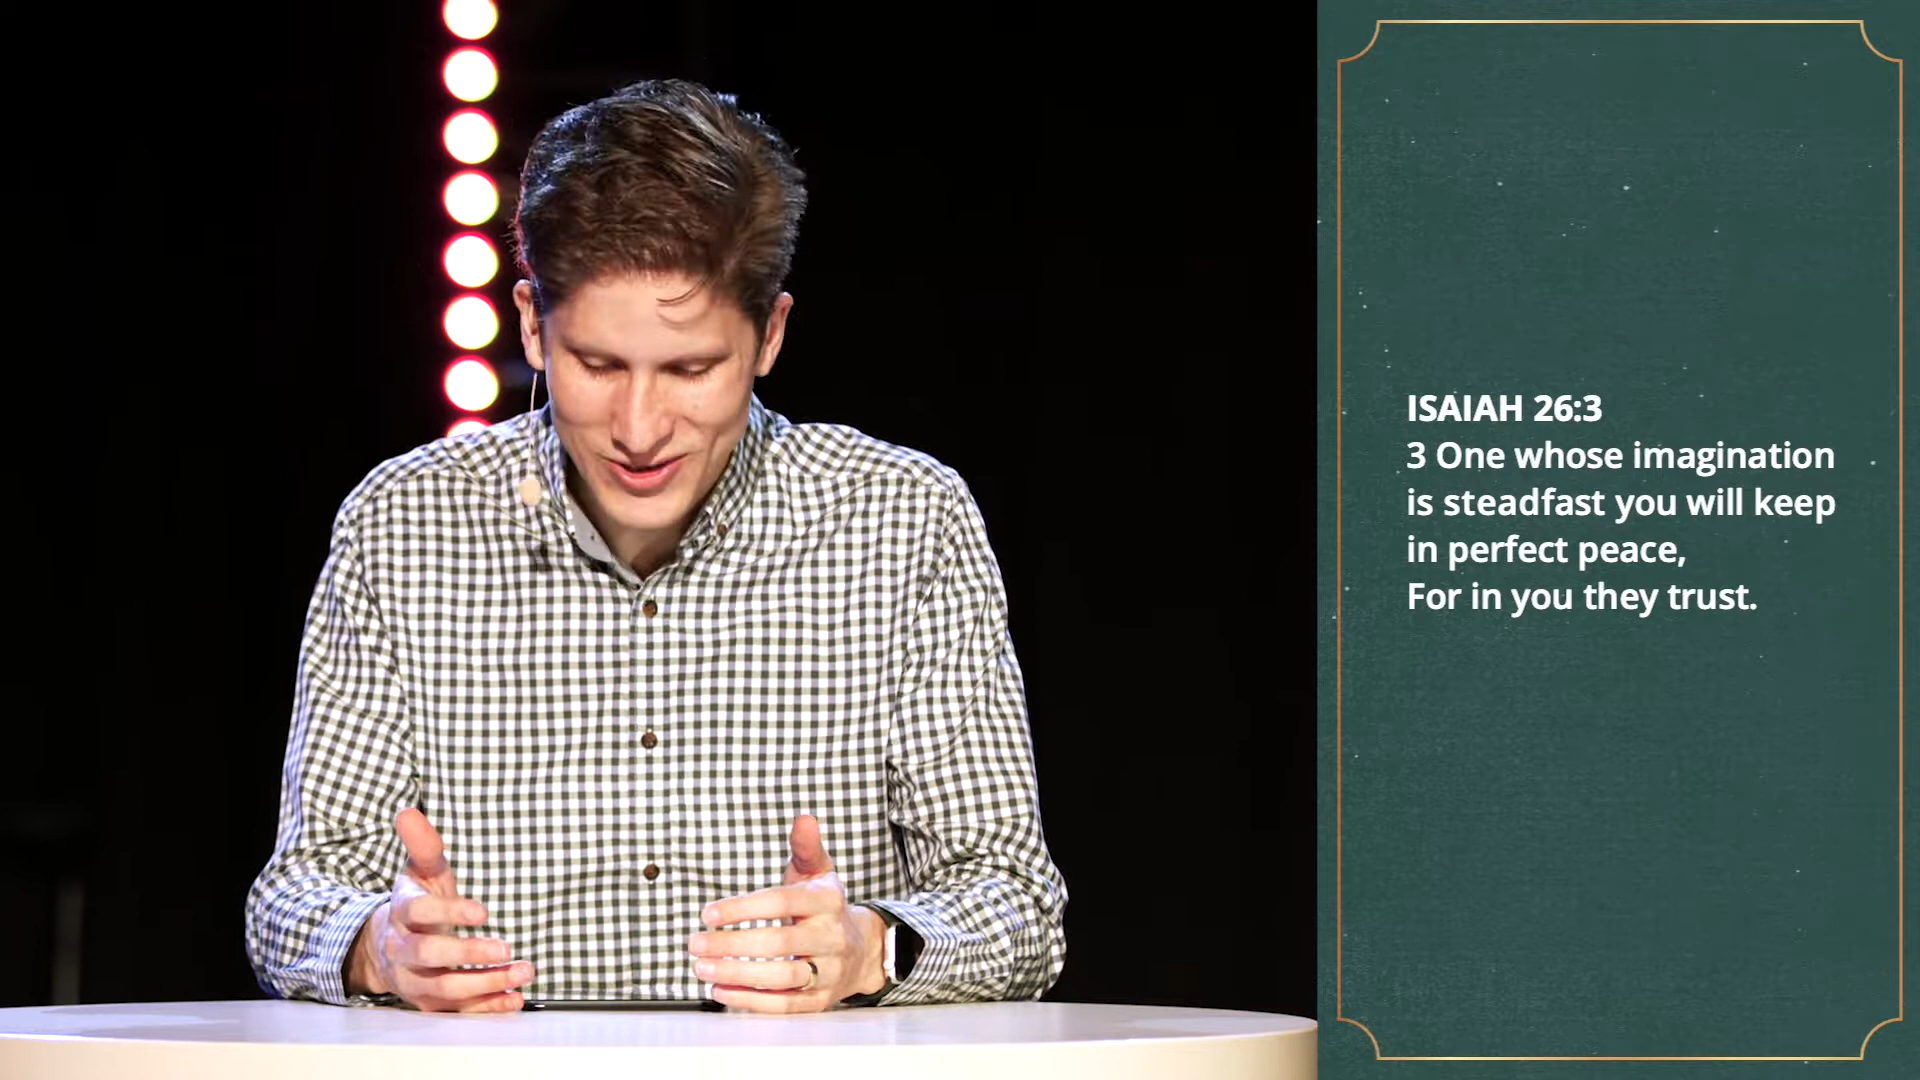 ISAIAH 26:3
3 One whose imagination
is steadfast you will keep
in perfect peace,
For in you they trust.